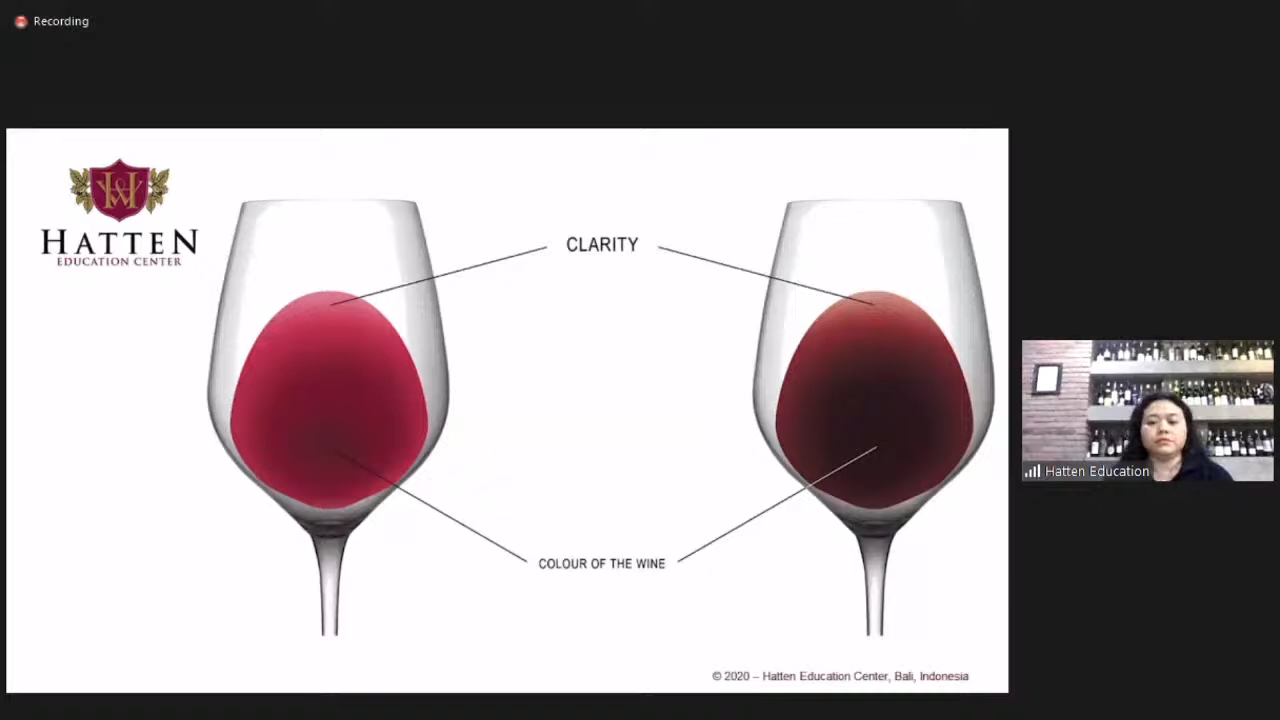 Recording
HATTEN
EDUCATION CENTER
CLARITY
COLOUR OF THE WINE
Hatten Education
© 2020 – Hatten Education Center, Bali, Indonesia